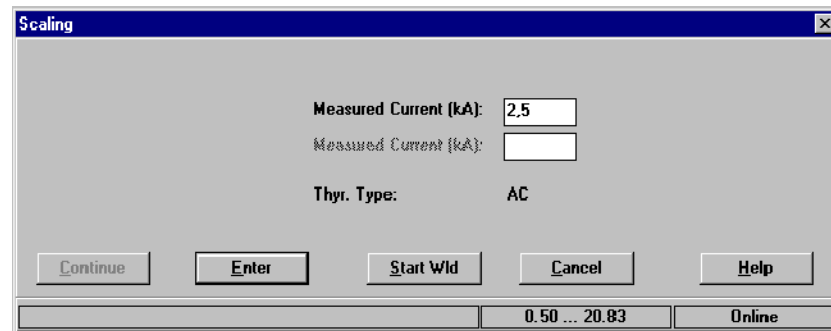 Scaling
Measured Current (kA): 2,5
Measured Current (kA):
Thyr. Type: AC
Continue Enter Start Wld Cancel Help
0.50 ... 20.83 Online